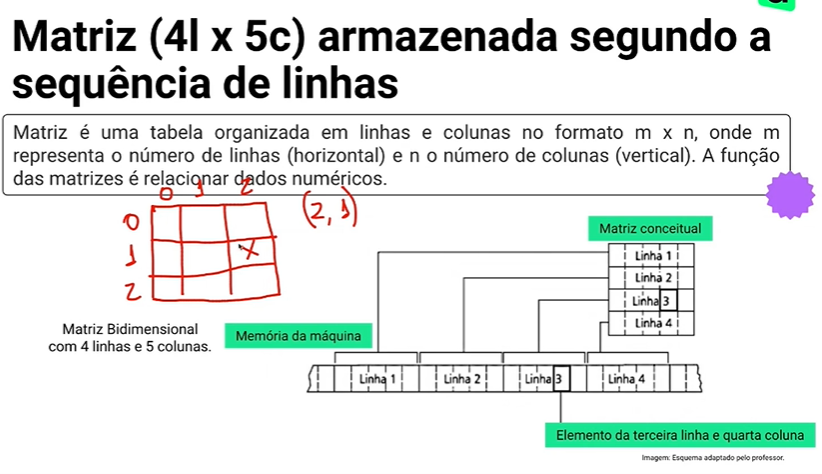 Matriz (4l x 5c) armazenada segundo a
sequência de linhas
Matriz é uma tabela organizada em linhas e colunas no formato m x n, onde m
representa o número de linhas (horizontal) e n o número de colunas (vertical). A função
das matrizes é relacionar dados numéricos.
0 1 2
(2, 1)
0
1 X
2
Matriz conceitual
Linha 1
Linha 2
Linha 3
Linha 4
Matriz Bidimensional
com 4 linhas e 5 colunas.
Memória da máquina
Linha 1 Linha 2 Linha 3 Linha 4
Elemento da terceira linha e quarta coluna
Imagem: Esquema adaptado pelo professor.